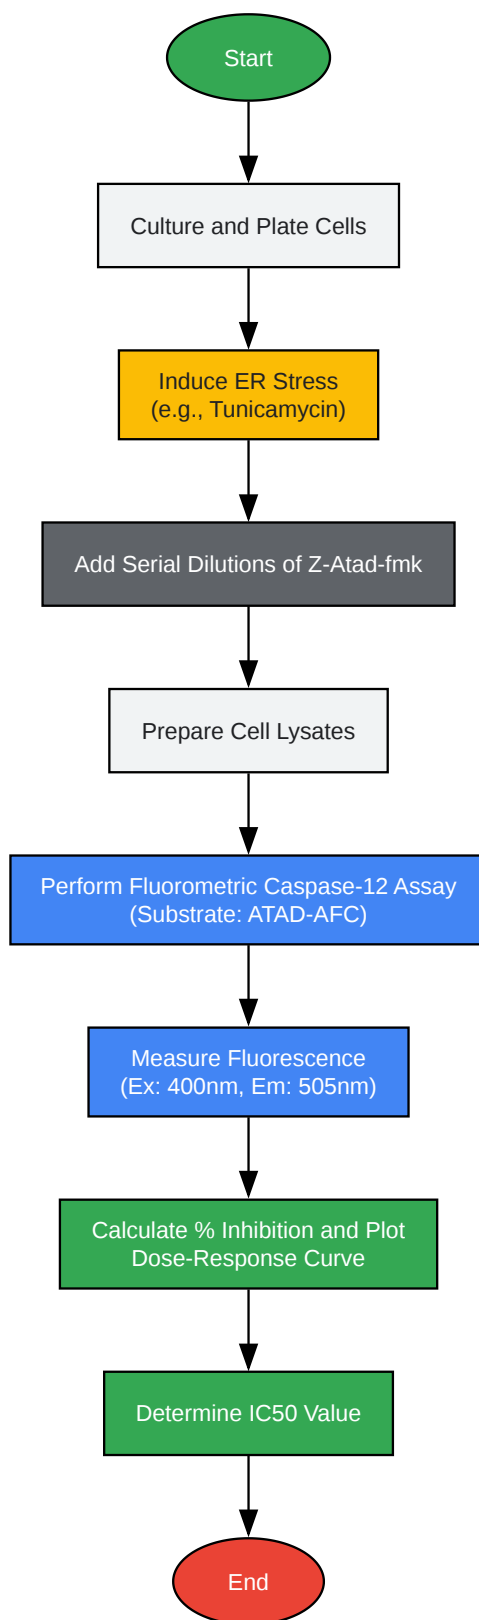 Start
Culture and Plate Cells
Induce ER Stress
(e.g., Tunicamycin)
Add Serial Dilutions of Z-Atad-fmk
Prepare Cell Lysates
Perform Fluorometric Caspase-12 Assay
(Substrate: ATAD-AFC)
Measure Fluorescence
(Ex: 400nm, Em: 505nm)
Calculate % Inhibition and Plot
Dose-Response Curve
Determine IC50 Value
End